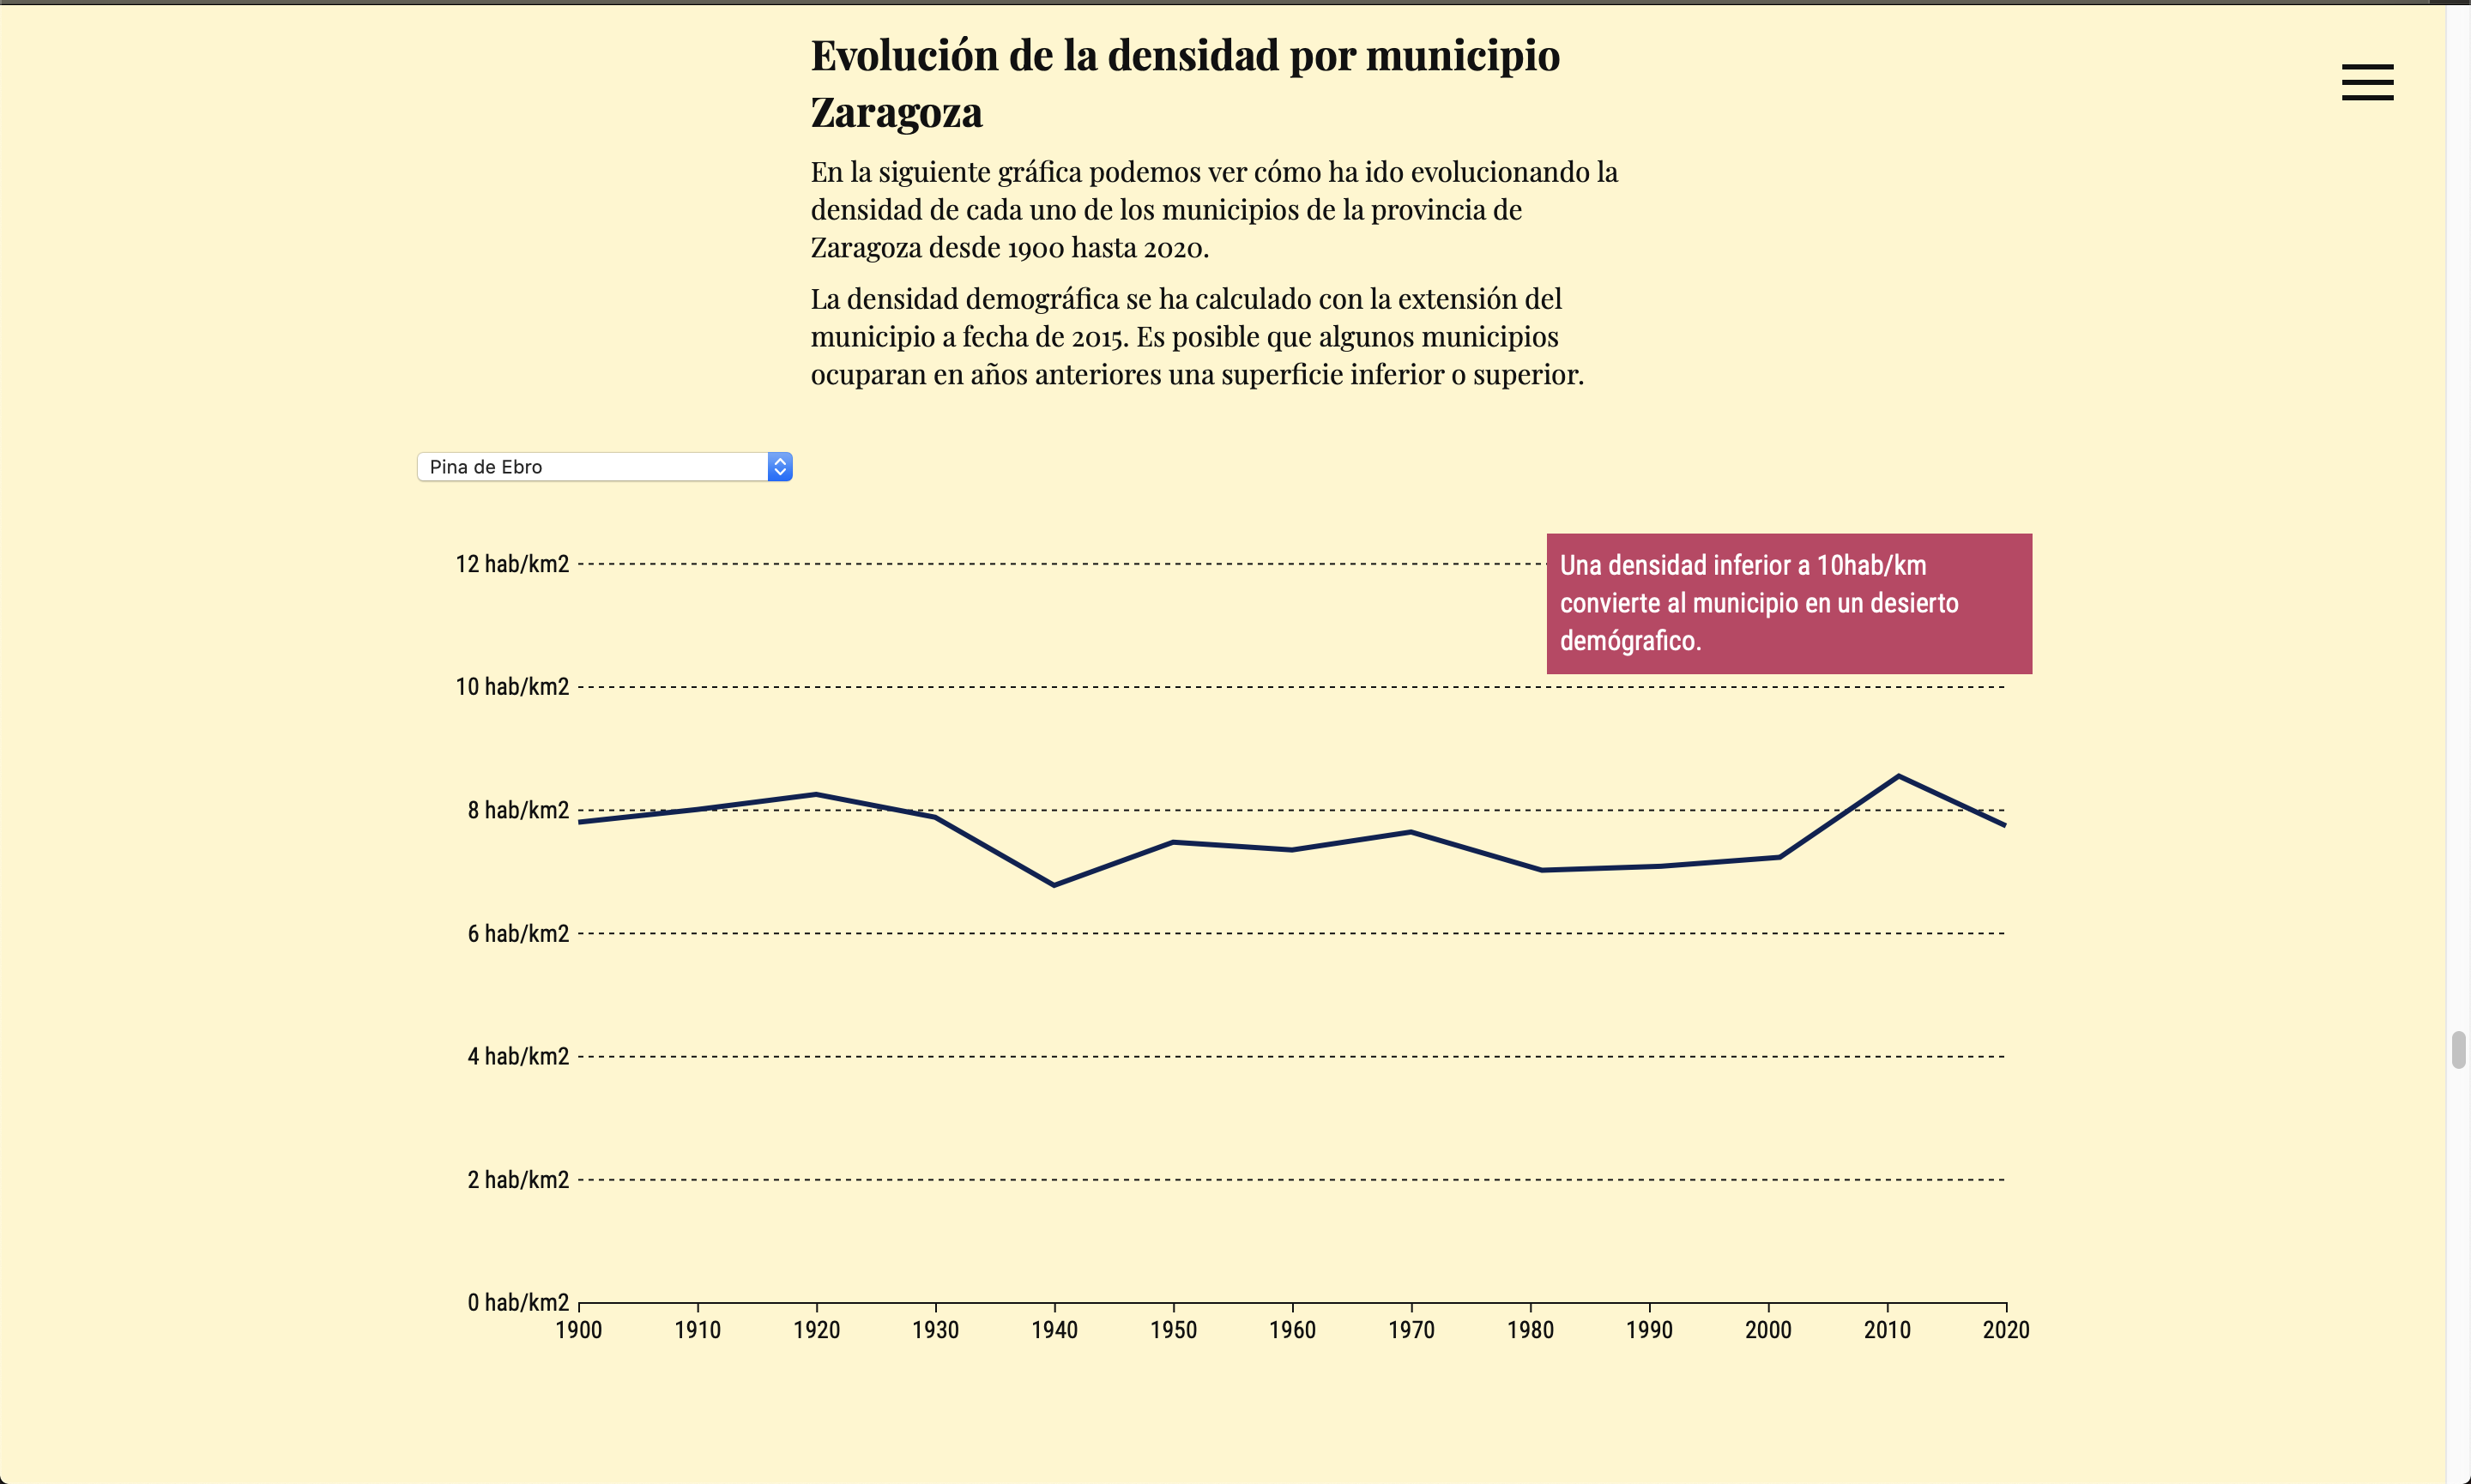 Evolución de la densidad por municipio
Zaragoza
En la siguiente gráfica podemos ver cómo ha ido evolucionando la
densidad de cada uno de los municipios de la provincia de
Zaragoza desde 1900 hasta 2020.
La densidad demográfica se ha calculado con la extensión del
municipio a fecha de 2015. Es posible que algunos municipios
ocuparan en años anteriores una superficie inferior o superior.
Pina de Ebro
Una densidad inferior a 10hab/km
convierte al municipio en un desierto
demógrafico.
12 hab/km2
10 hab/km2
8 hab/km2
6 hab/km2
4 hab/km2
2 hab/km2
0 hab/km2
1900 1910 1920 1930 1940 1950 1960 1970 1980 1990 2000 2010 2020